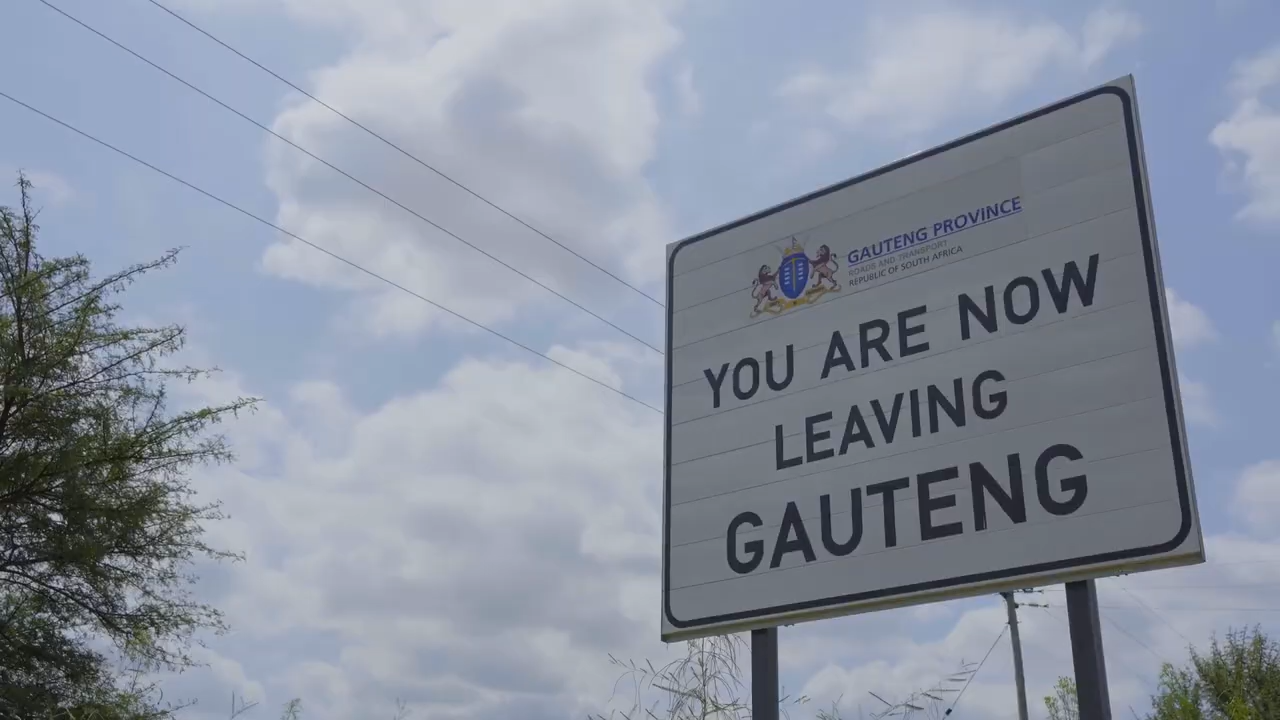 GAUTENG PROVINCE
ROADS AND TRANSPORT
REPUBLIC OF SOUTH AFRICA
YOU ARE NOW
LEAVING
GAUTENG